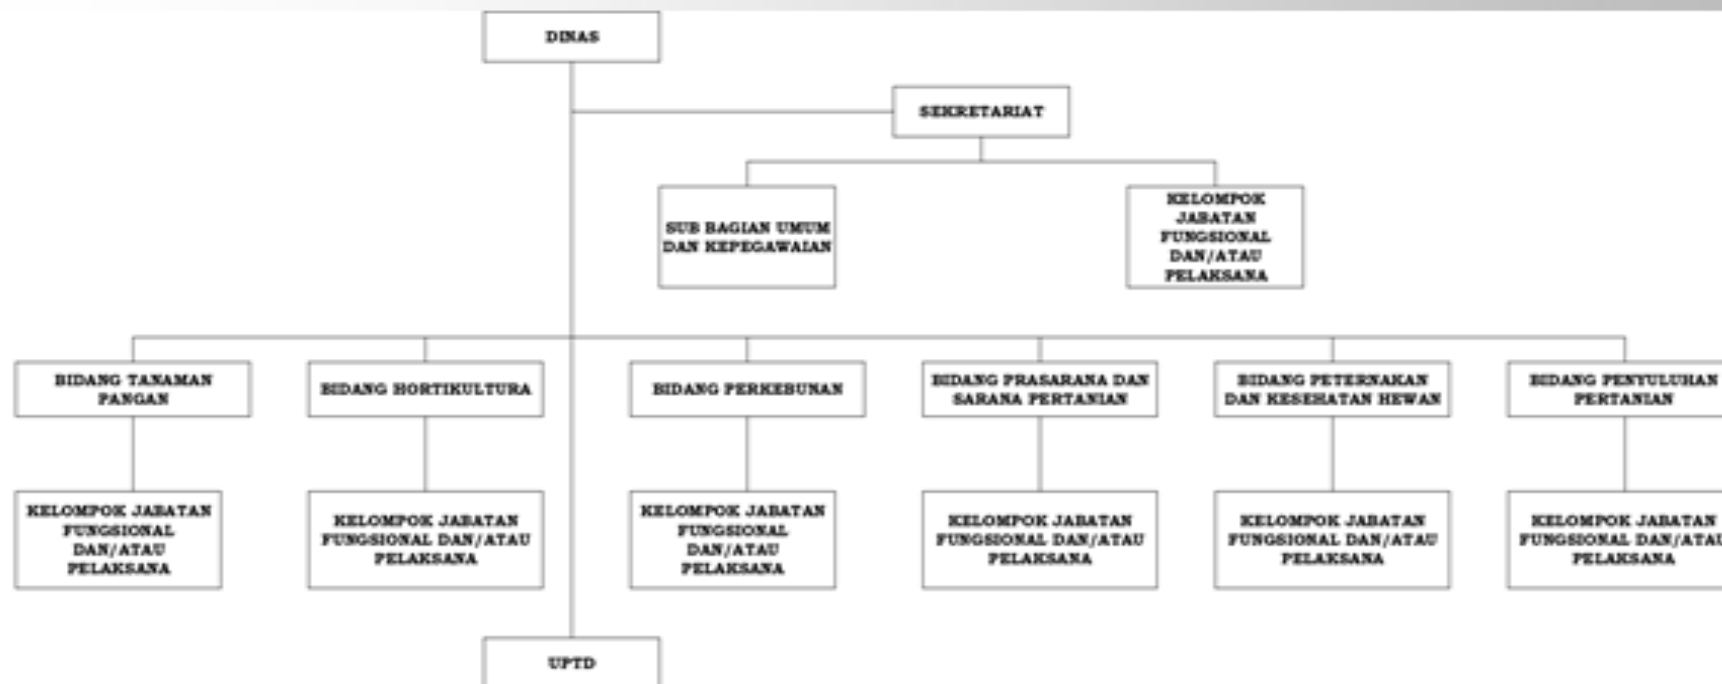 DINAS
SEKRETARIAT
SUB BAGIAN UMUM
DAN KEPEGAWAIAN
KELOMPOK
JABATAN
FUNGSIONAL
DAN/ATAU
PELAKSANA
BIDANG TANAMAN
PANGAN
BIDANG HORTIKULTURA
BIDANG PERKEBUNAN
BIDANG PRASARANA DAN
SARANA PERTANIAN
BIDANG PETERNAKAN
DAN KESEHATAN HEWAN
BIDANG PENYULUHAN
PERTANIAN
KELOMPOK JABATAN
FUNGSIONAL
DAN/ATAU
PELAKSANA
KELOMPOK JABATAN
FUNGSIONAL DAN/ATAU
PELAKSANA
KELOMPOK JABATAN
FUNGSIONAL
DAN/ATAU
PELAKSANA
KELOMPOK JABATAN
FUNGSIONAL DAN/ATAU
PELAKSANA
KELOMPOK JABATAN
FUNGSIONAL DAN/ATAU
PELAKSANA
KELOMPOK JABATAN
FUNGSIONAL DAN/ATAU
PELAKSANA
UPTD